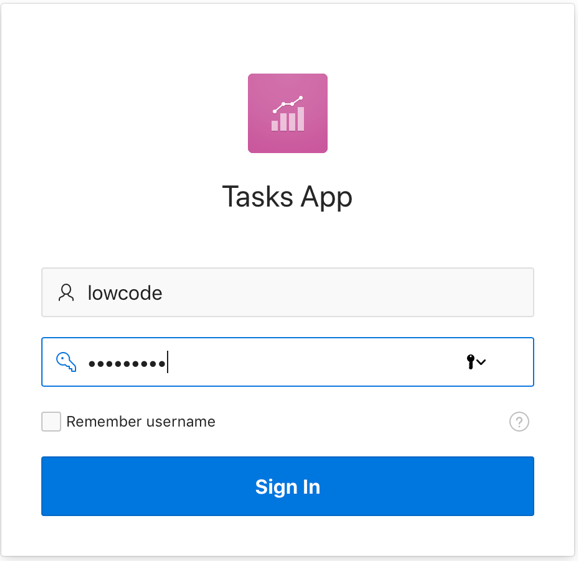 Tasks App
lowcode
•••••••••
Remember username
?
Sign In